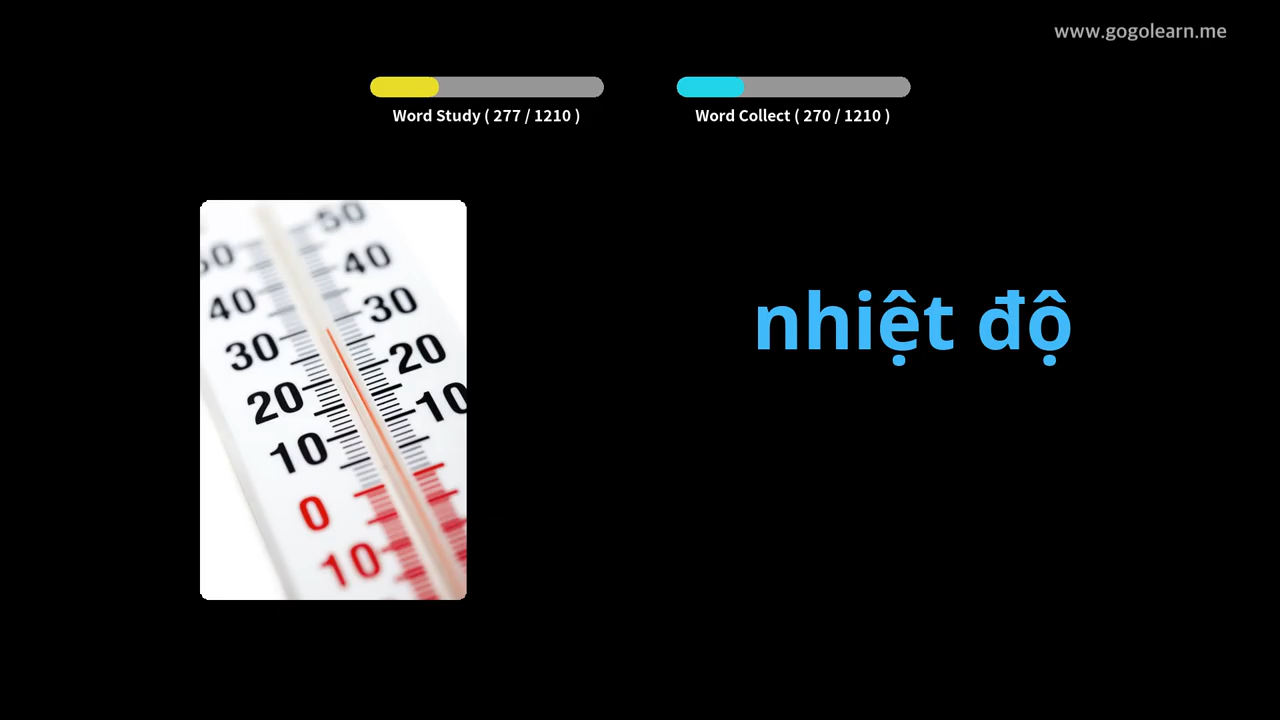 www.gogolearn.me
Word Study ( 277 / 1210 )
Word Collect ( 270 / 1210 )
50
40
40
30
30
20
20
10
10
0
10
nhiệt độ